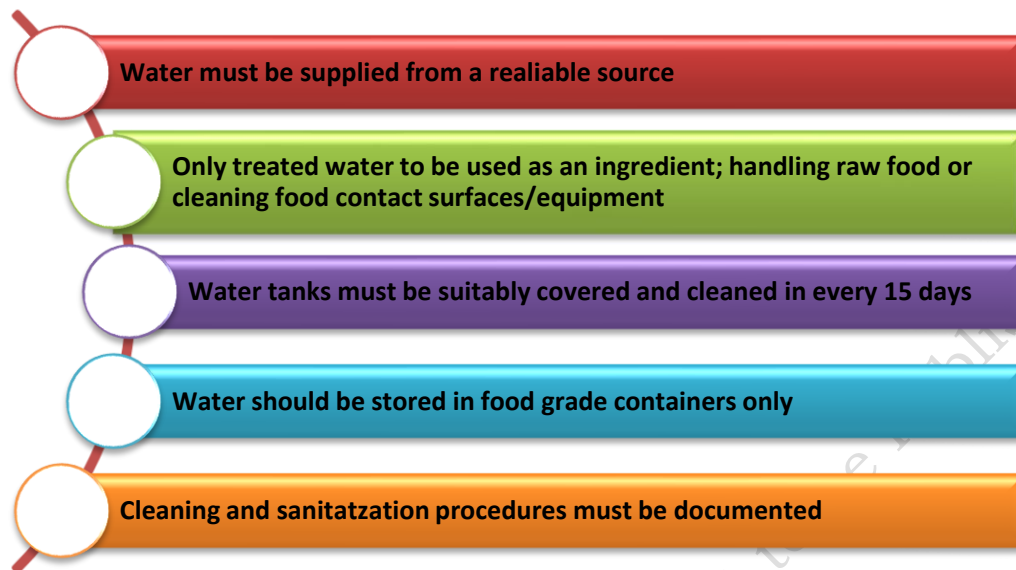 Water must be supplied from a realiable source
Only treated water to be used as an ingredient; handling raw food or
cleaning food contact surfaces/equipment
Water tanks must be suitably covered and cleaned in every 15 days
Water should be stored in food grade containers only
Cleaning and sanitatzation procedures must be documented